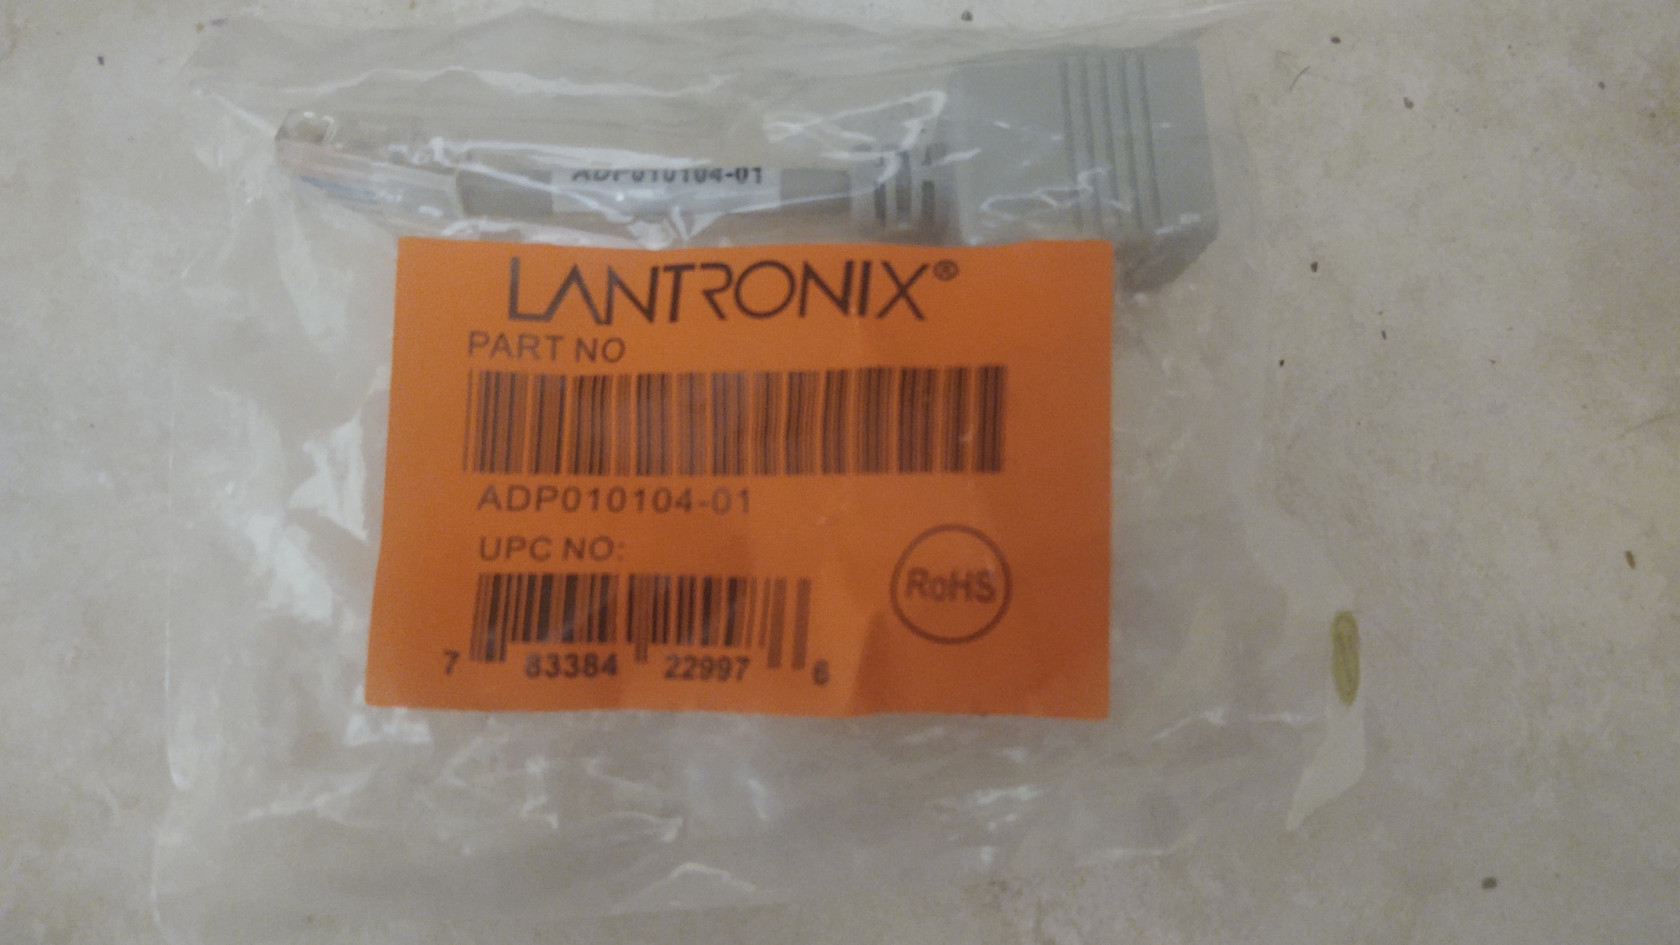 ADP010104-01
LANTRONIX®
PART NO
ADP010104-01
UPC NO:
RoHS
7 83384 22997 6